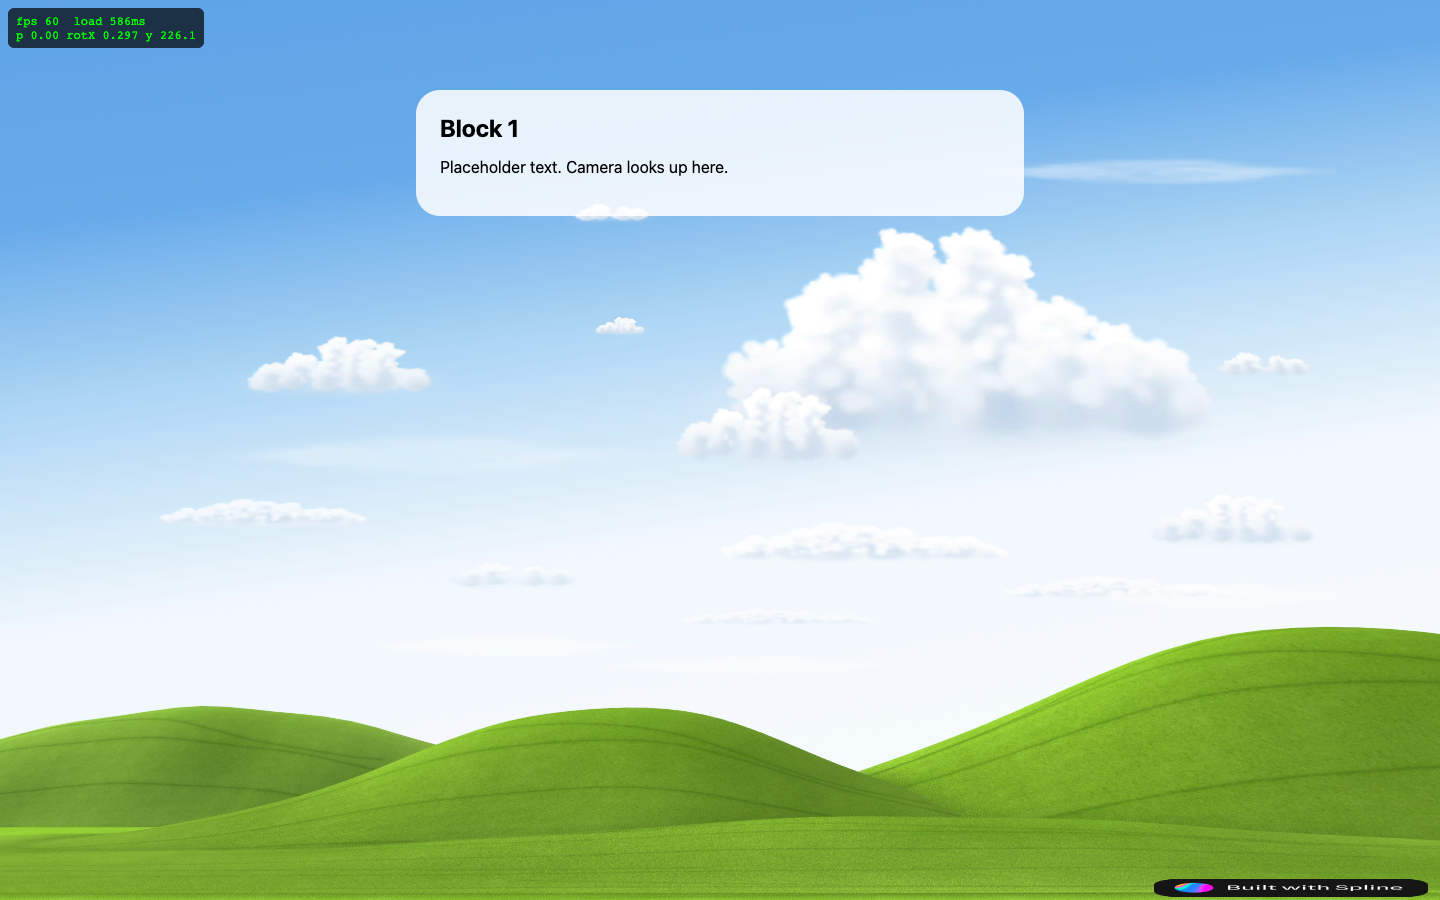 fps 60  load 586ms
p 0.00 rotX 0.297 y 226.1
Block 1
Placeholder text. Camera looks up here.
Built with Spline